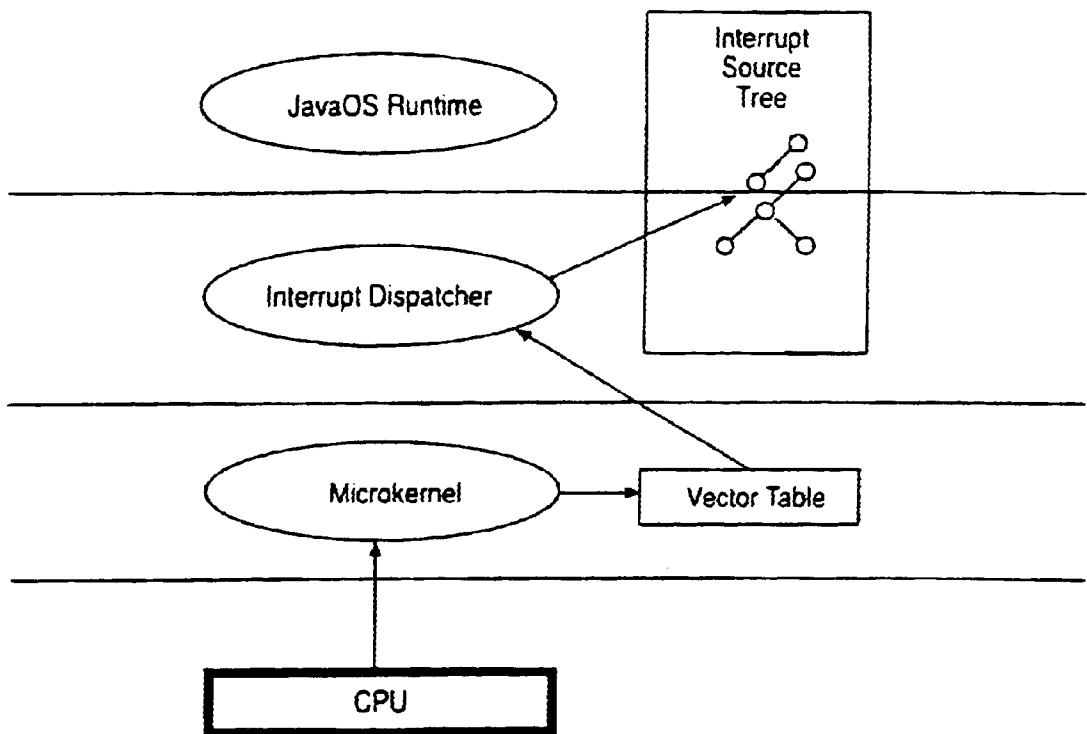 Interrupt
Source
Tree
JavaOS Runtime
Interrupt Dispatcher
Microkernel
Vector Table
CPU